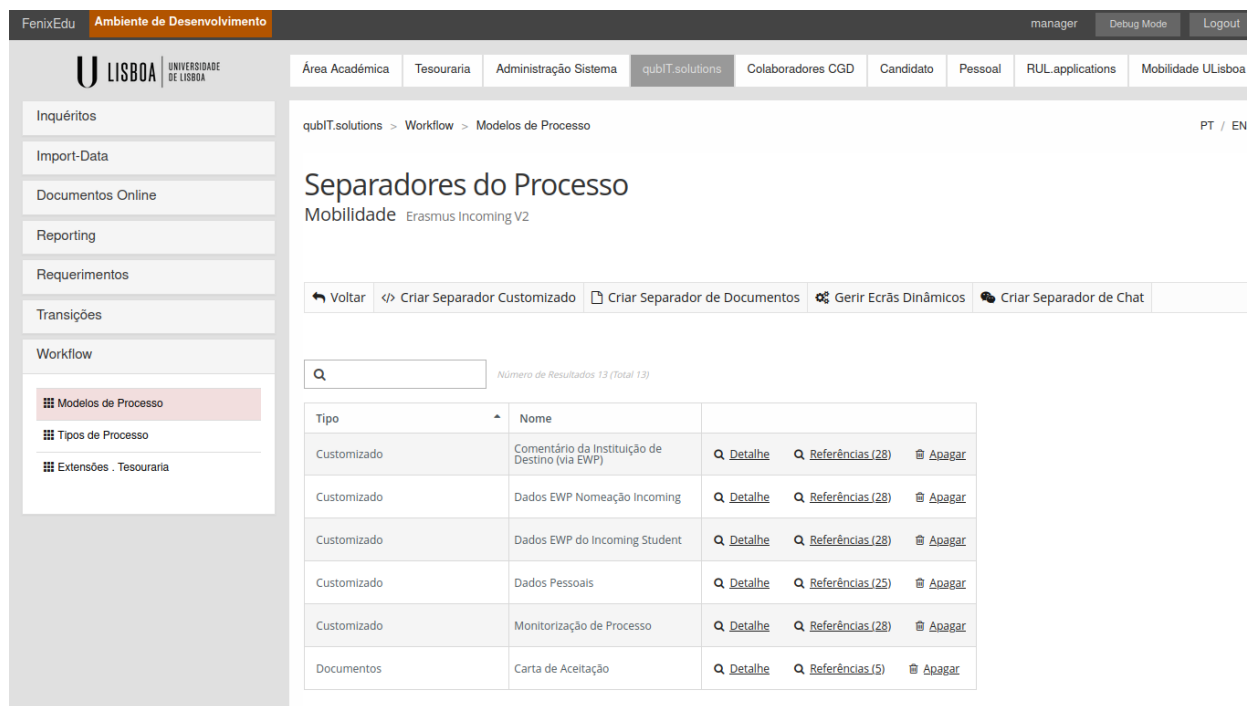 FenixEdu Ambiente de Desenvolvimento manager Debug Mode Logout
LISBOA UNIVERSIDADE DE LISBOA
Área Académica Tesouraria Administração Sistema qubIT.solutions Colaboradores CGD Candidato Pessoal RUL.applications Mobilidade ULisboa
Inquéritos
Import-Data
Documentos Online
Reporting
Requerimentos
Transições
Workflow
Modelos de Processo
Tipos de Processo
Extensões . Tesouraria
qubIT.solutions > Workflow > Modelos de Processo PT / EN
Separadores do Processo
Mobilidade Erasmus Incoming V2
Voltar </> Criar Separador Customizado Criar Separador de Documentos Gerir Ecrãs Dinâmicos Criar Separador de Chat
Número de Resultados 13 (Total 13)
Tipo Nome
Customizado Comentário da Instituição de Destino (via EWP) Detalhe Referências (28) Apagar
Customizado Dados EWP Nomeação Incoming Detalhe Referências (28) Apagar
Customizado Dados EWP do Incoming Student Detalhe Referências (28) Apagar
Customizado Dados Pessoais Detalhe Referências (25) Apagar
Customizado Monitorização de Processo Detalhe Referências (28) Apagar
Documentos Carta de Aceitação Detalhe Referências (5) Apagar